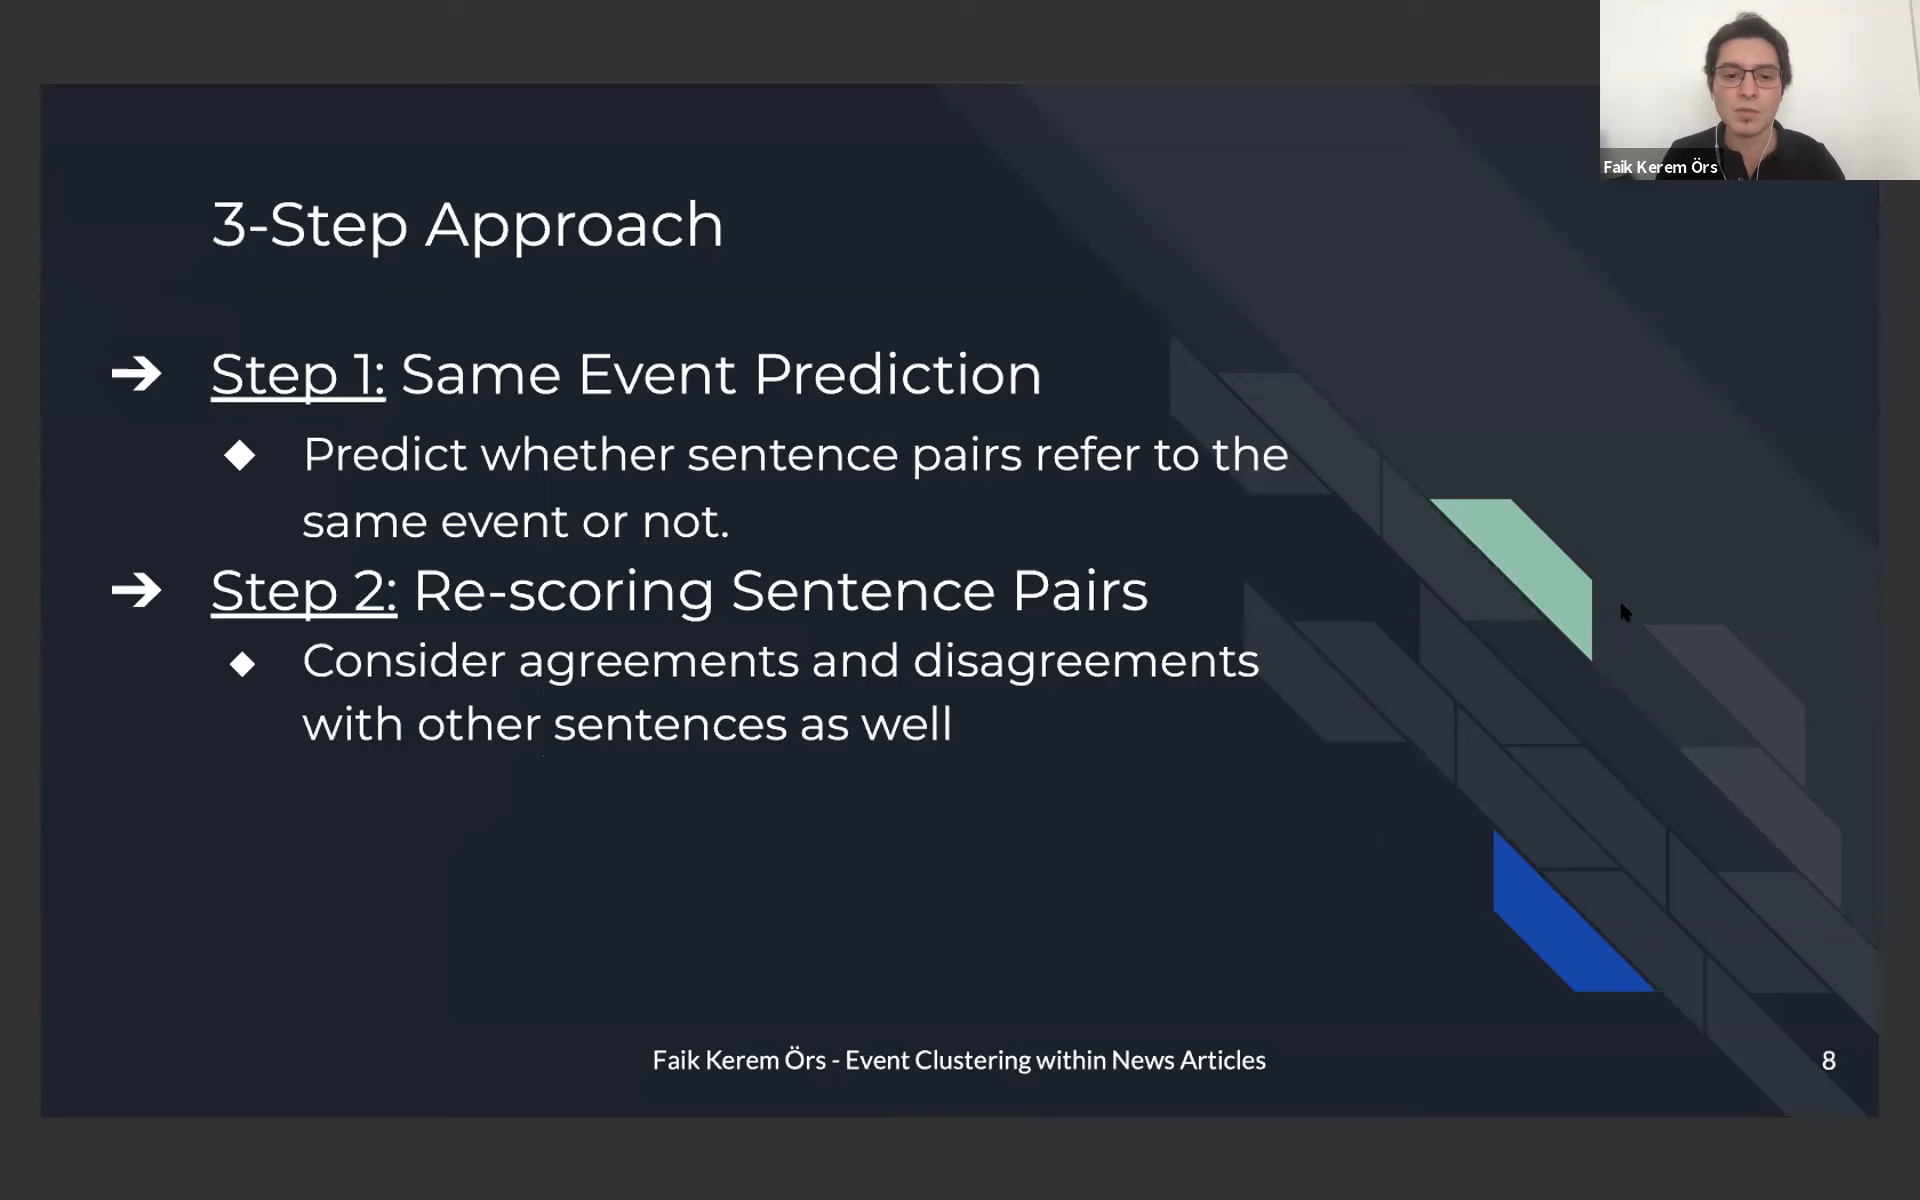 Faik Kerem Örs
3-Step Approach
➔ Step 1: Same Event Prediction
◆ Predict whether sentence pairs refer to the
same event or not.
➔ Step 2: Re-scoring Sentence Pairs
◆ Consider agreements and disagreements
with other sentences as well
Faik Kerem Örs - Event Clustering within News Articles
8